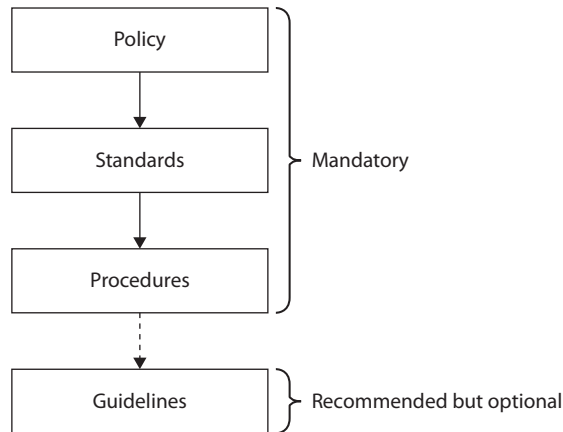 Policy
Standards
Mandatory
Procedures
Guidelines
Recommended but optional